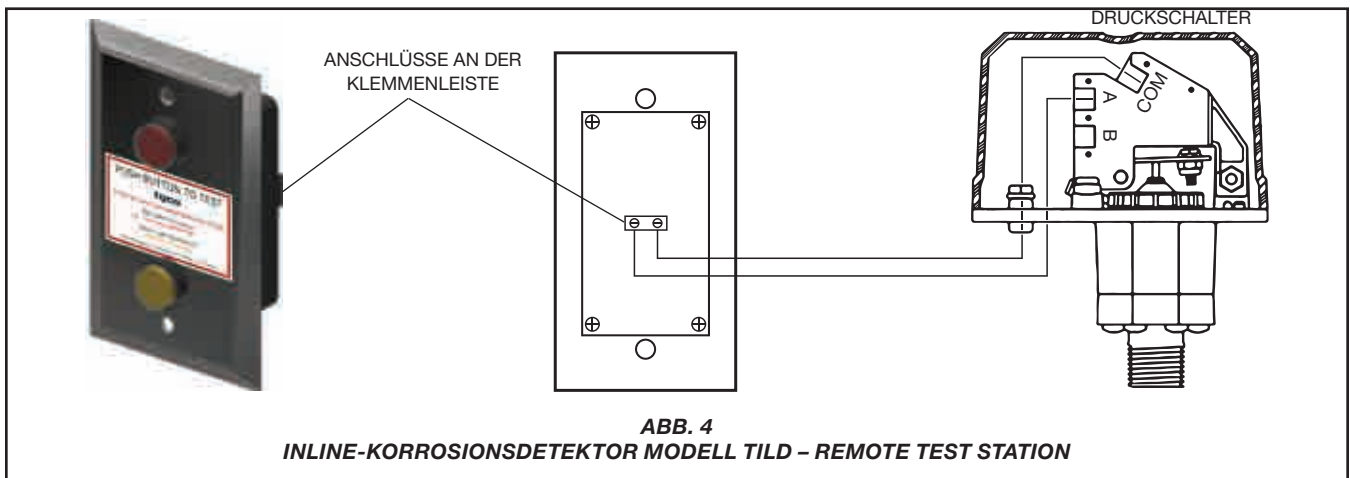 DRUCKSCHALTER
ANSCHLÜSSE AN DER
KLEMMENLEISTE
PUSH BUTTON TO TEST
tyco
A
COM
B
ABB. 4
INLINE-KORROSIONSDETEKTOR MODELL TILD – REMOTE TEST STATION